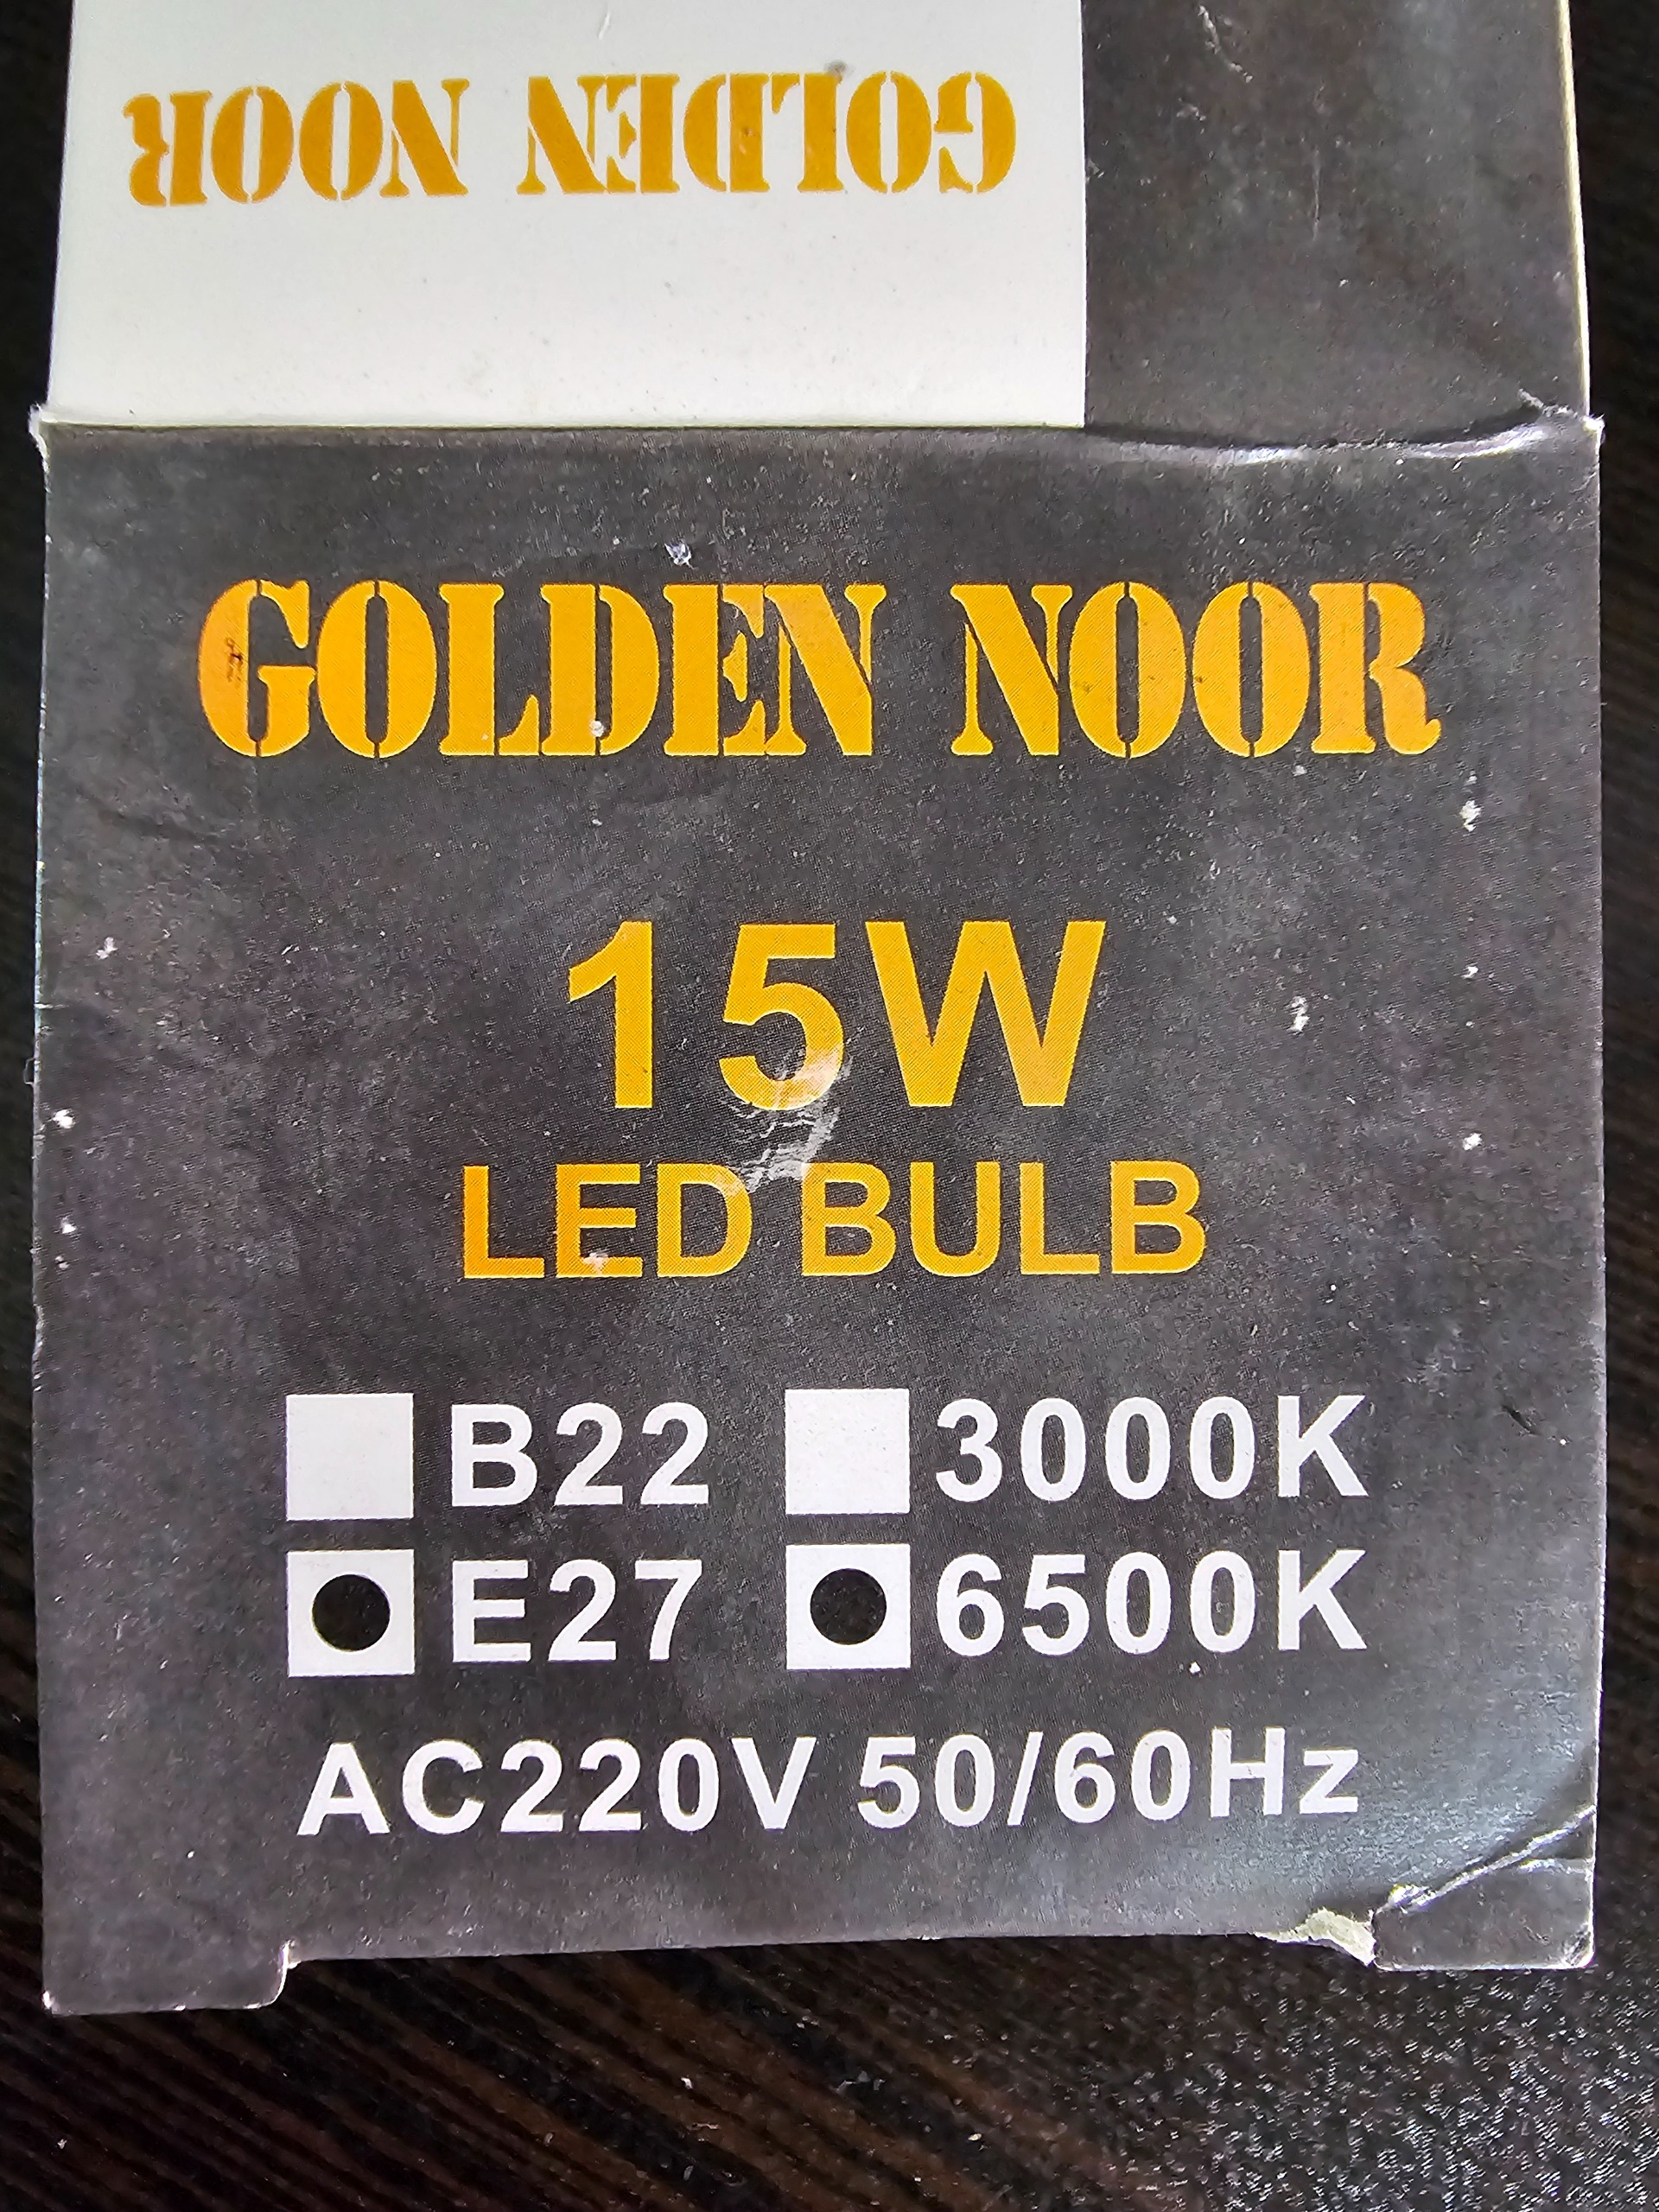 GOLDEN NOOR
GOLDEN NOOR
15W
LED BULB
B22 3000K
E27 6500K
AC220V 50/60Hz